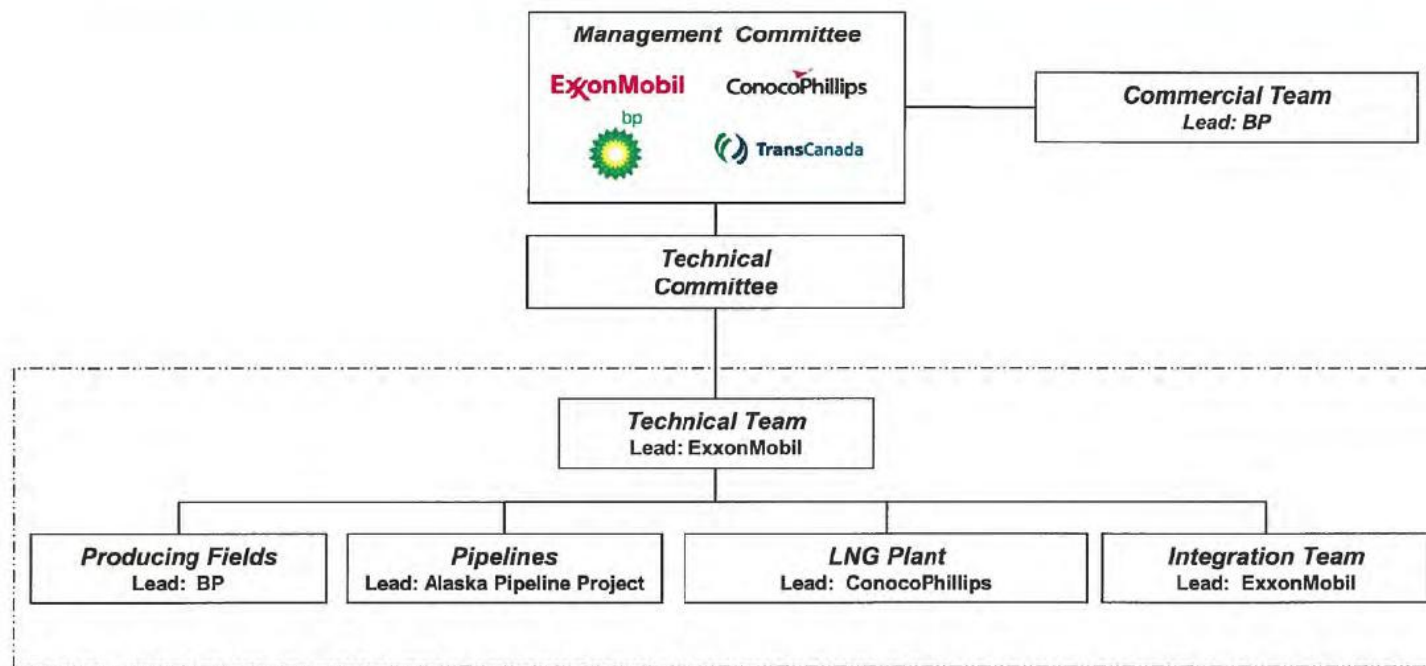 Management Committee
ExxonMobil
ConocoPhillips
bp
TransCanada
Commercial Team
Lead: BP
Technical
Committee
Technical Team
Lead: ExxonMobil
Producing Fields
Lead: BP
Pipelines
Lead: Alaska Pipeline Project
LNG Plant
Lead: ConocoPhillips
Integration Team
Lead: ExxonMobil